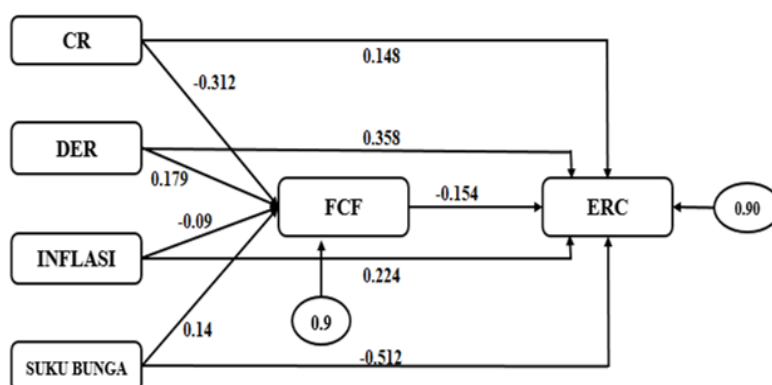 CR
0.148
-0.312
DER
0.358
0.179
FCF
-0.154
ERC
0.90
-0.09
INFLASI
0.224
0.9
0.14
SUKU BUNGA
-0.512